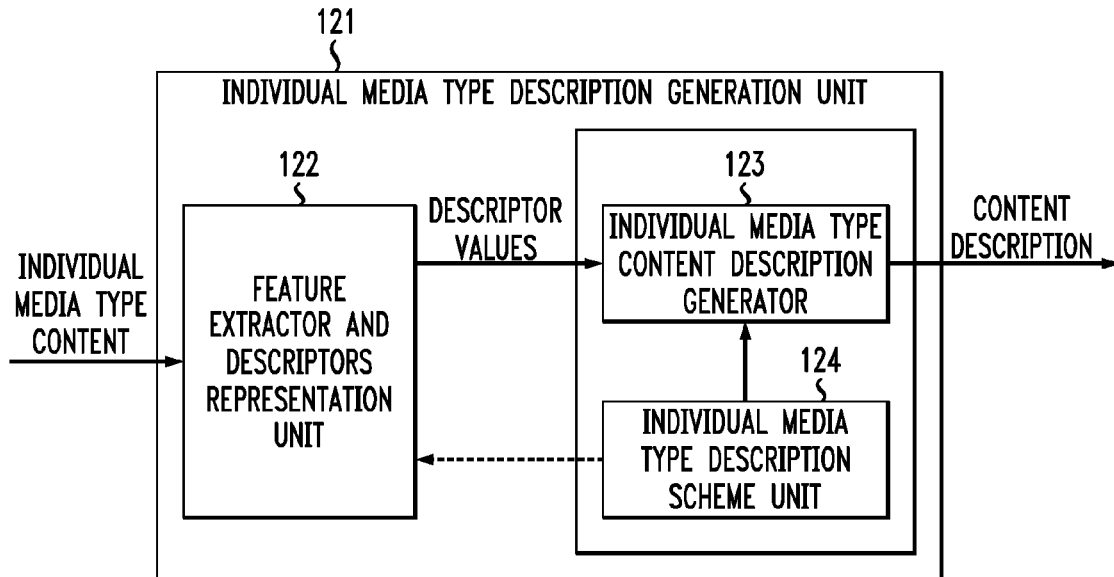 121
INDIVIDUAL MEDIA TYPE DESCRIPTION GENERATION UNIT
122
123
DESCRIPTOR
VALUES
INDIVIDUAL MEDIA TYPE
CONTENT DESCRIPTION
GENERATOR
CONTENT
DESCRIPTION
INDIVIDUAL
MEDIA TYPE
CONTENT
FEATURE
EXTRACTOR AND
DESCRIPTORS
REPRESENTATION
UNIT
124
INDIVIDUAL MEDIA
TYPE DESCRIPTION
SCHEME UNIT